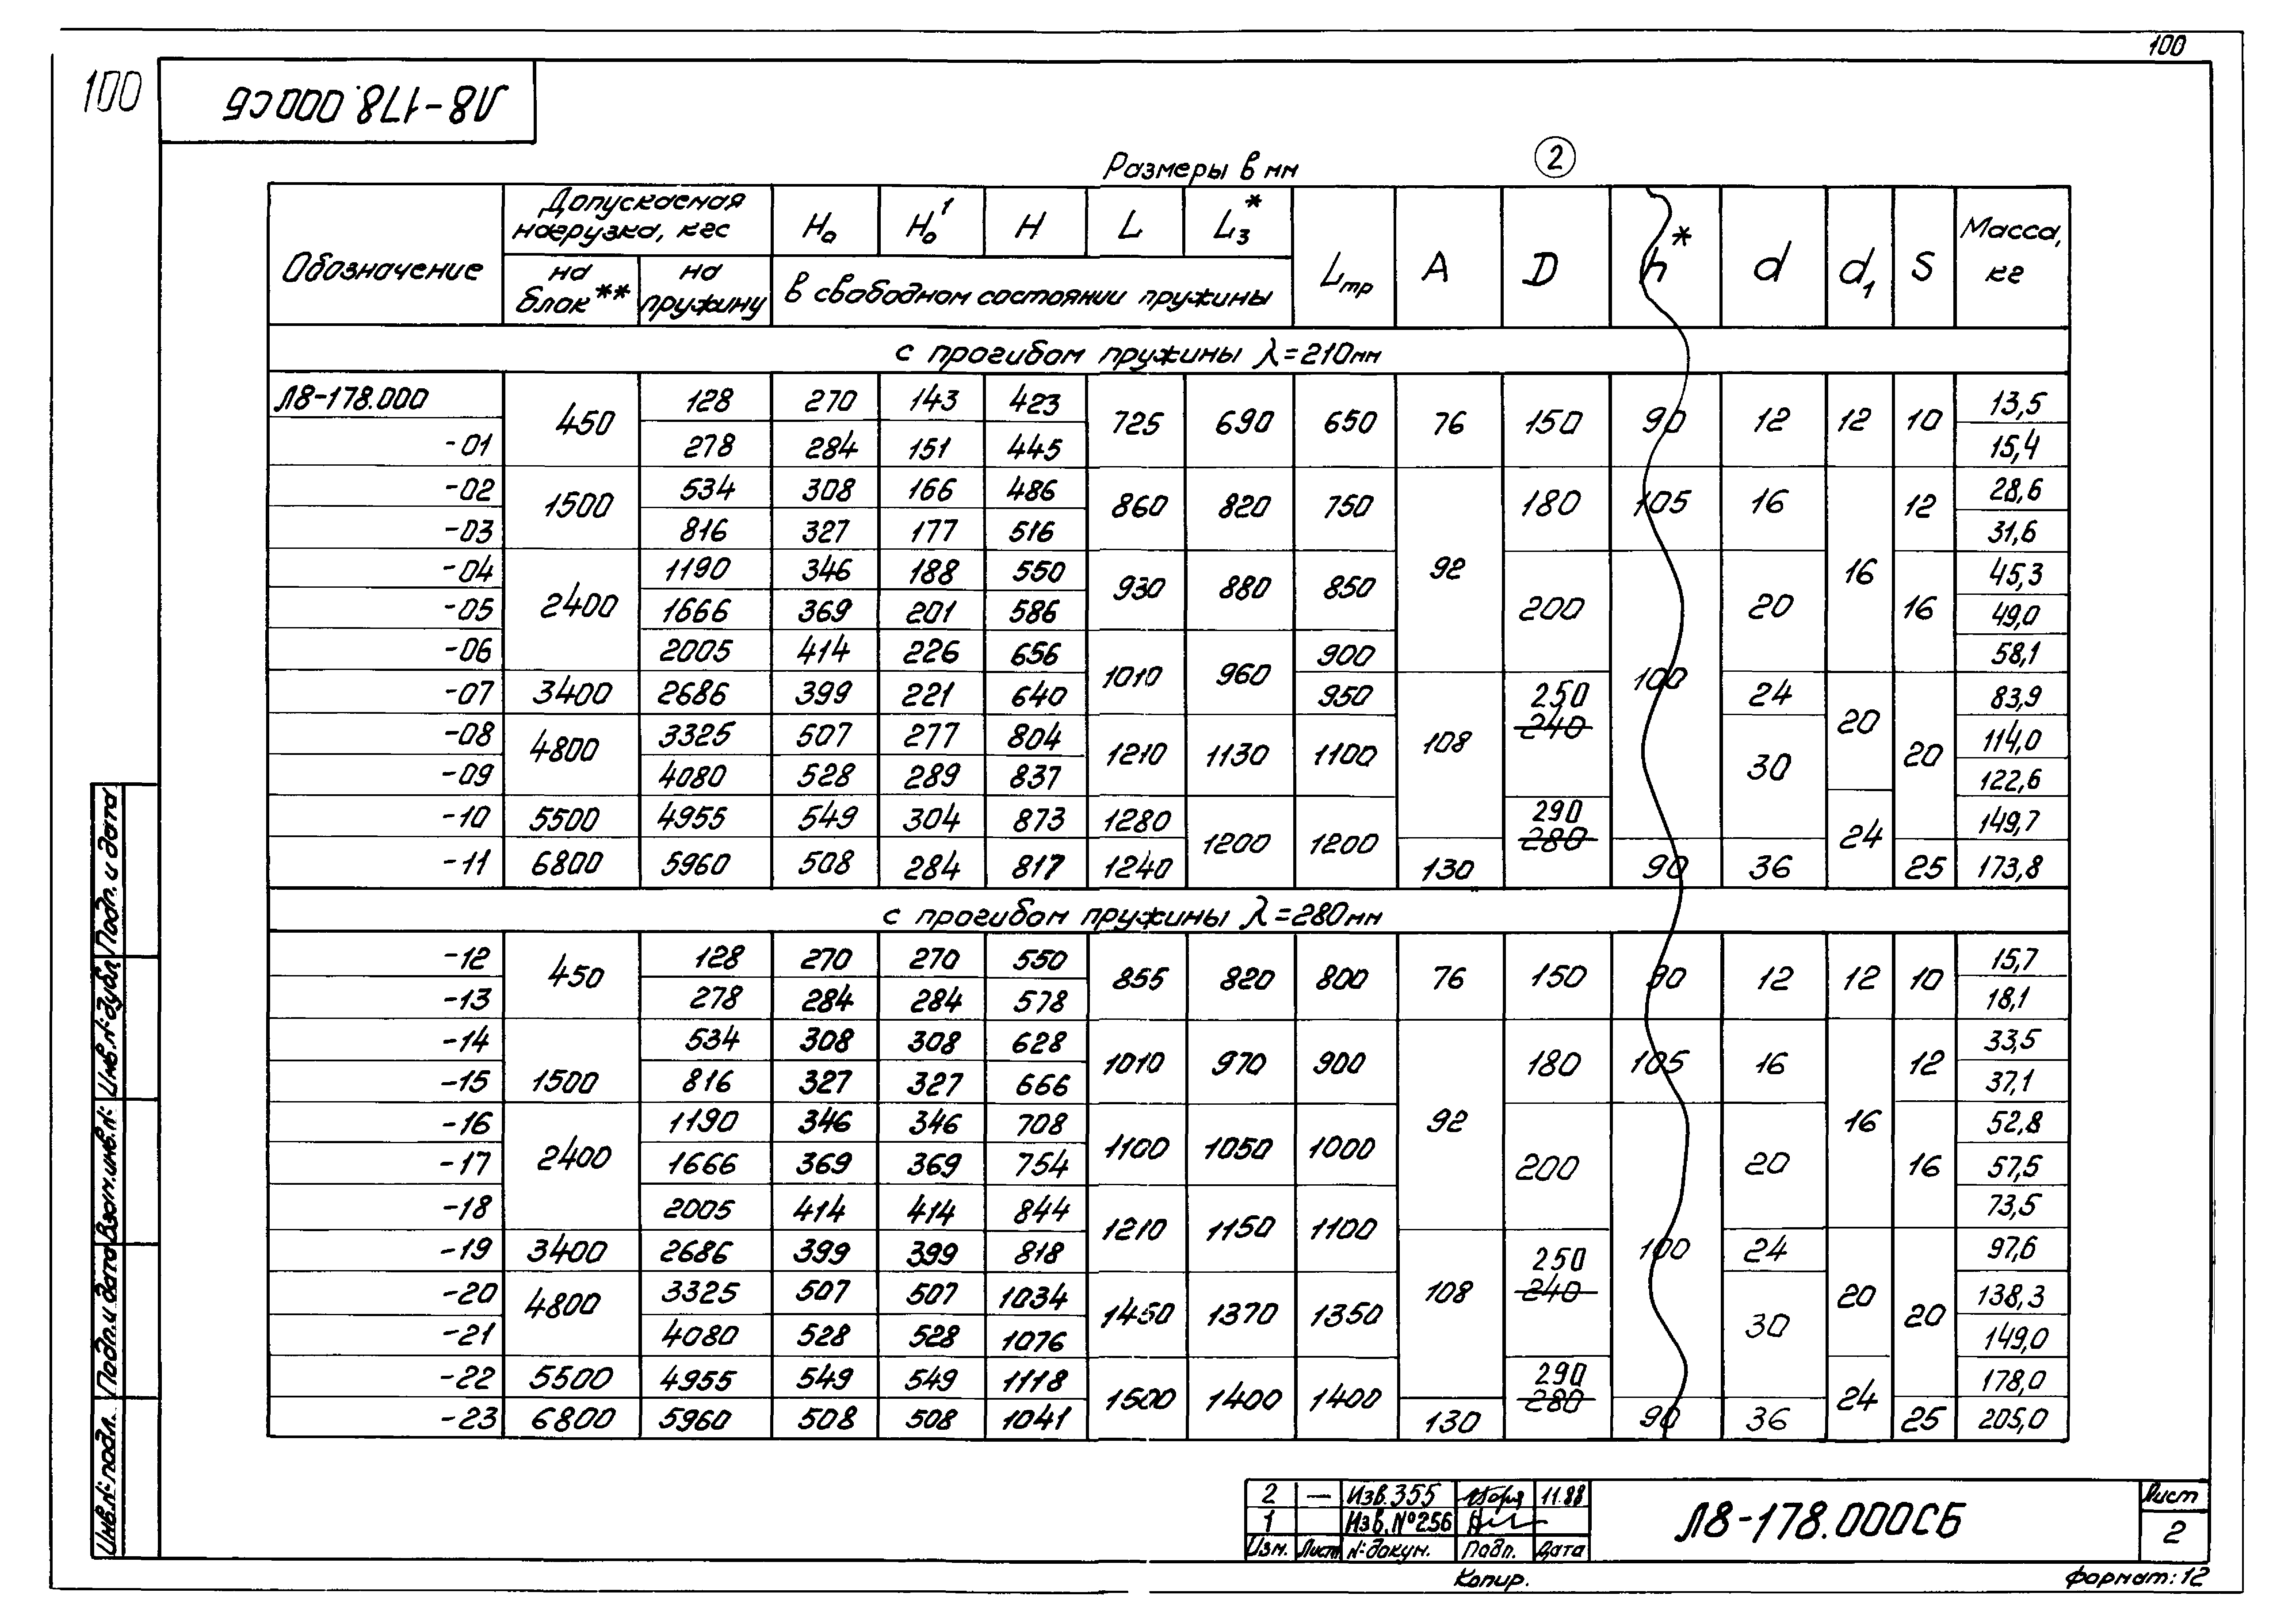 100
100
Л8-178.000СБ
Размеры в мм
2
Обозначение
Допускаемая нагрузка, кгс
на блок**
на пружину
Hо
Hо¹
H
L
L₃*
в свободном состоянии пружины
Lтр
A
D
h*
d
d₁
S
Масса, кг
с прогибом пружины λ=210мм
Л8-178.000 450 128 270 143 423 725 690 650 76 150 90 12 12 10 13,5
-01 278 284 151 445 15,4
-02 1500 534 308 166 486 860 820 750 92 180 105 16 16 12 28,6
-03 816 327 177 516 31,6
-04 2400 1190 346 188 550 930 880 850 200 100 20 16 45,3
-05 1666 369 201 586 49,0
-06 2005 414 226 656 1010 960 900 58,1
-07 3400 2686 399 221 640 950 108 250 240 24 20 20 83,9
-08 4800 3325 507 277 804 1210 1130 1100 30 114,0
-09 4080 528 289 837 122,6
-10 5500 4955 549 304 873 1280 1200 1200 290 280 24 149,7
-11 6800 5960 508 284 817 1240 130 90 36 25 173,8
с прогибом пружины λ=280мм
-12 450 128 270 270 550 855 820 800 76 150 90 12 12 10 15,7
-13 278 284 284 578 18,1
-14 1500 534 308 308 628 1010 970 900 92 180 105 16 16 12 33,5
-15 816 327 327 666 37,1
-16 2400 1190 346 346 708 1100 1050 1000 200 100 20 16 52,8
-17 1666 369 369 754 57,5
-18 2005 414 414 844 1210 1150 1100 73,5
-19 3400 2686 399 399 818 108 250 240 24 20 20 97,6
-20 4800 3325 507 507 1034 1450 1370 1350 30 138,3
-21 4080 528 528 1076 149,0
-22 5500 4955 549 549 1118 1500 1400 1400 290 280 24 178,0
-23 6800 5960 508 508 1041 130 90 36 25 205,0
Инв.№ подл.
Подп. и дата
Взам.инв.№
Инв.№ дубл.
Подп. и дата
2 — Изв.355 11.88
1 Изв.№256
Изм. Лист № докум. Подп. Дата
Л8-178.000СБ
Лист
2
Копир.
Формат: 12